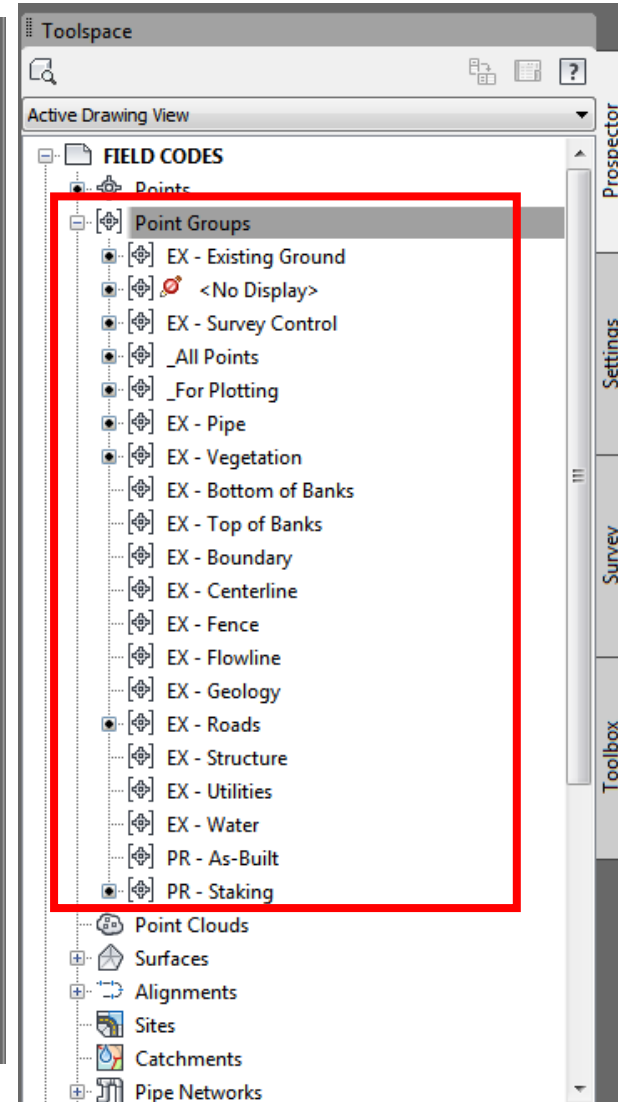 Toolspace
?
Active Drawing View
FIELD CODES
Points
Point Groups
EX - Existing Ground
<No Display>
EX - Survey Control
_All Points
_For Plotting
EX - Pipe
EX - Vegetation
EX - Bottom of Banks
EX - Top of Banks
EX - Boundary
EX - Centerline
EX - Fence
EX - Flowline
EX - Geology
EX - Roads
EX - Structure
EX - Utilities
EX - Water
PR - As-Built
PR - Staking
Point Clouds
Surfaces
Alignments
Sites
Catchments
Pipe Networks
Prospector
Settings
Survey
Toolbox